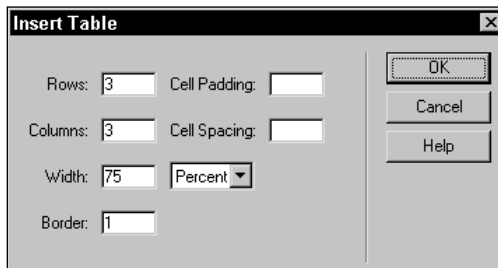 Insert Table
Rows: 3 Cell Padding: OK
Cancel
Columns: 3 Cell Spacing:
Help
Width: 75 Percent
Border: 1